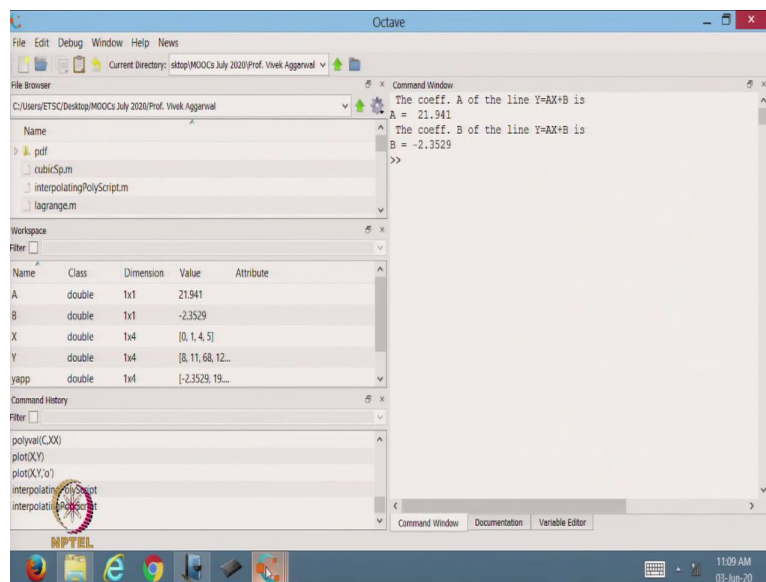 Octave
File Edit Debug Window Help News
Current Directory: sktop\MOOCs July 2020\Prof. Vivek Aggarwal
File Browser
C:/Users/ETSC/Desktop/MOOCs July 2020/Prof. Vivek Aggarwal
Name
pdf
cubicSp.m
interpolatingPolyScript.m
lagrange.m
Workspace
Filter
Name Class Dimension Value Attribute
A double 1x1 21.941
B double 1x1 -2.3529
X double 1x4 [0, 1, 4, 5]
Y double 1x4 [8, 11, 68, 12...
yapp double 1x4 [-2.3529, 19....
Command History
Filter
polyval(C,XX)
plot(X,Y)
plot(X,Y,'o')
interpolatingPolyScript
NPTEL
Command Window
The coeff. A of the line Y=AX+B is
A = 21.941
The coeff. B of the line Y=AX+B is
B = -2.3529
>>
Command Window Documentation Variable Editor
11:09 AM
03-Jun-20